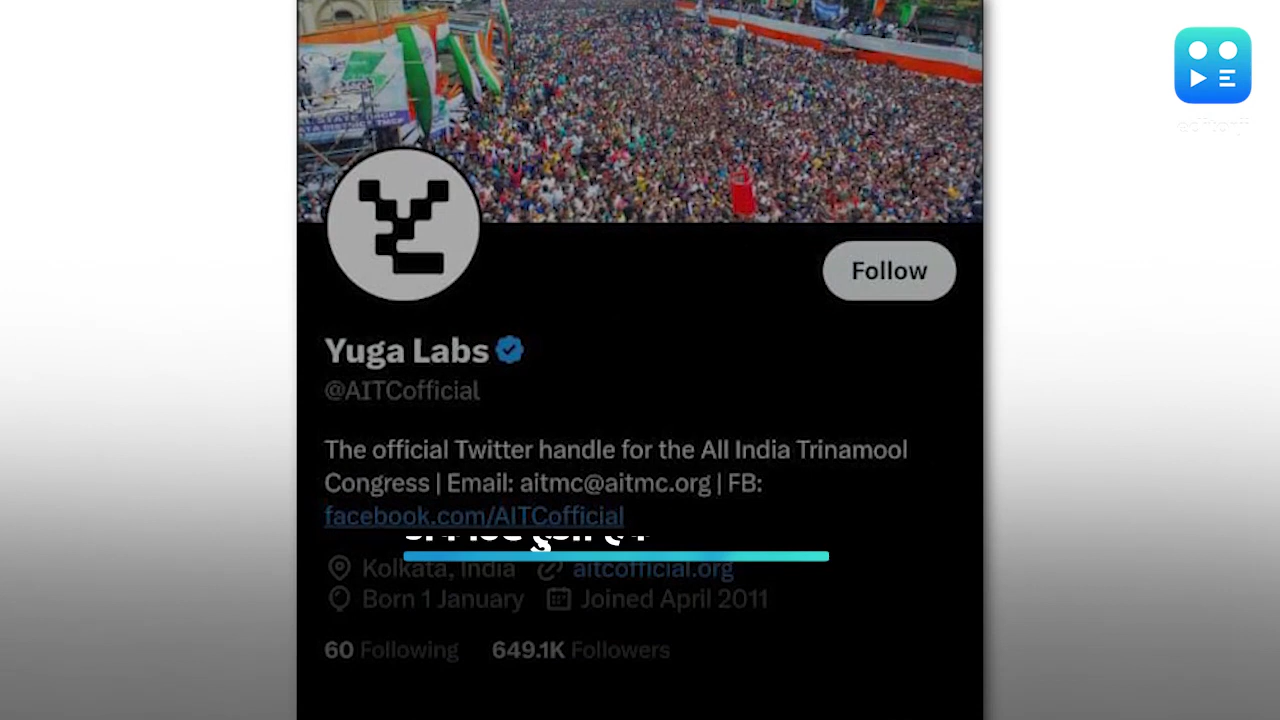 Follow
Yuga Labs
@AITCofficial
The official Twitter handle for the All India Trinamool
Congress | Email: aitmc@aitmc.org | FB:
facebook.com/AITCofficial
Kolkata, India aitcofficial.org
Born 1 January Joined April 2011
60 Following 649.1K Followers